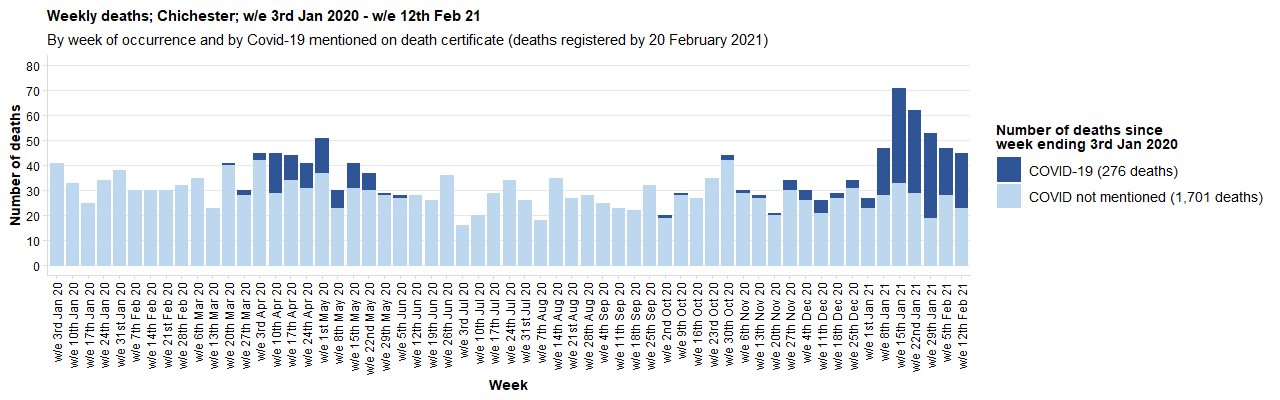 Weekly deaths; Chichester; w/e 3rd Jan 2020 - w/e 12th Feb 21
By week of occurrence and by Covid-19 mentioned on death certificate (deaths registered by 20 February 2021)
Number of deaths
80
70
60
50
40
30
20
10
0
w/e 3rd Jan 20
w/e 10th Jan 20
w/e 17th Jan 20
w/e 24th Jan 20
w/e 31st Jan 20
w/e 7th Feb 20
w/e 14th Feb 20
w/e 21st Feb 20
w/e 28th Feb 20
w/e 6th Mar 20
w/e 13th Mar 20
w/e 20th Mar 20
w/e 27th Mar 20
w/e 3rd Apr 20
w/e 10th Apr 20
w/e 17th Apr 20
w/e 24th Apr 20
w/e 1st May 20
w/e 8th May 20
w/e 15th May 20
w/e 22nd May 20
w/e 29th May 20
w/e 5th Jun 20
w/e 12th Jun 20
w/e 19th Jun 20
w/e 26th Jun 20
w/e 3rd Jul 20
w/e 10th Jul 20
w/e 17th Jul 20
w/e 24th Jul 20
w/e 31st Jul 20
w/e 7th Aug 20
w/e 14th Aug 20
w/e 21st Aug 20
w/e 28th Aug 20
w/e 4th Sep 20
w/e 11th Sep 20
w/e 18th Sep 20
w/e 25th Sep 20
w/e 2nd Oct 20
w/e 9th Oct 20
w/e 16th Oct 20
w/e 23rd Oct 20
w/e 30th Oct 20
w/e 6th Nov 20
w/e 13th Nov 20
w/e 20th Nov 20
w/e 27th Nov 20
w/e 4th Dec 20
w/e 11th Dec 20
w/e 18th Dec 20
w/e 25th Dec 20
w/e 1st Jan 21
w/e 8th Jan 21
w/e 15th Jan 21
w/e 22nd Jan 21
w/e 29th Jan 21
w/e 5th Feb 21
w/e 12th Feb 21
Week
Number of deaths since
week ending 3rd Jan 2020
COVID-19 (276 deaths)
COVID not mentioned (1,701 deaths)